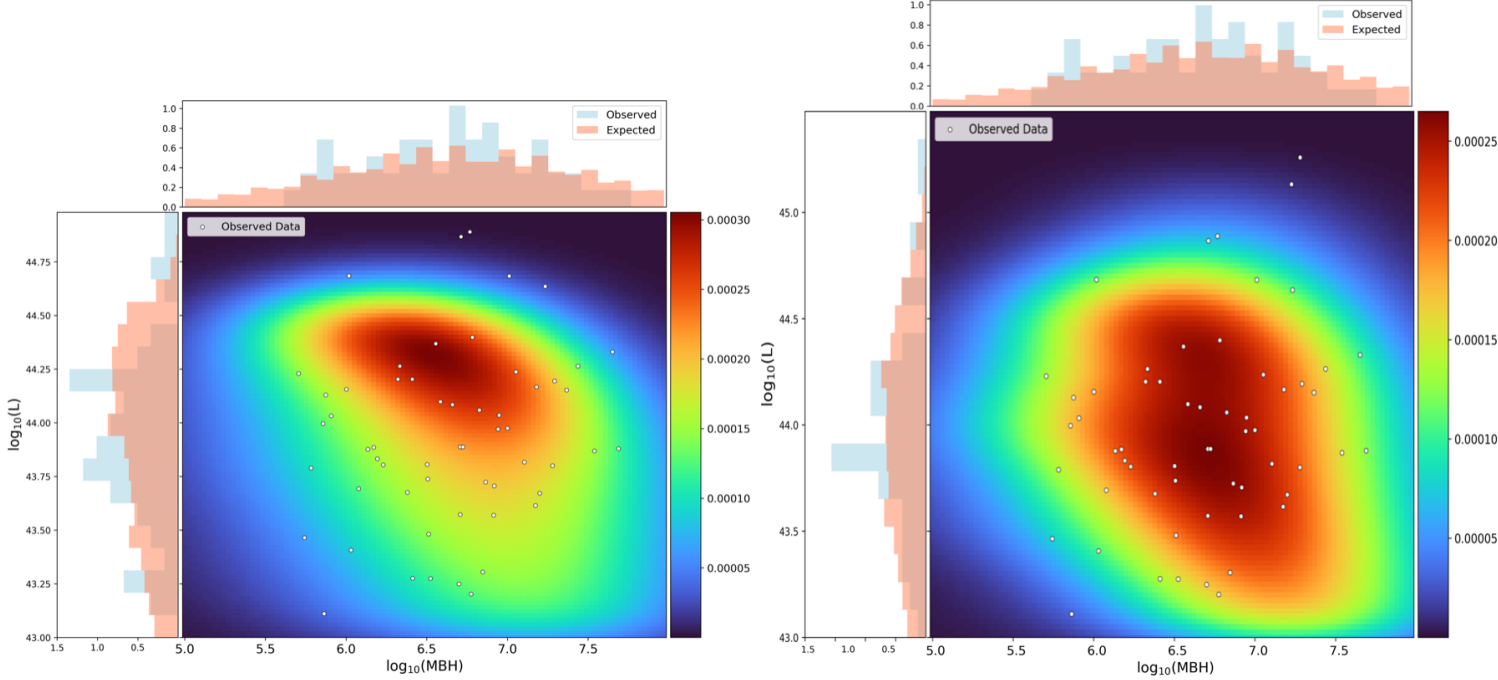 1.0
0.8
0.6
0.4
0.2
0.0
Observed
Expected
Observed Data
44.75
44.50
44.25
44.00
43.75
43.50
43.25
43.00
log10(L)
1.5 1.0 0.5
5.0 5.5 6.0 6.5 7.0 7.5
log10(MBH)
0.00030
0.00025
0.00020
0.00015
0.00010
0.00005
1.0
0.8
0.6
0.4
0.2
0.0
Observed
Expected
Observed Data
45.0
44.5
44.0
43.5
43.0
log10(L)
1.5 1.0 0.5
5.0 5.5 6.0 6.5 7.0 7.5
log10(MBH)
0.00025
0.00020
0.00015
0.00010
0.00005